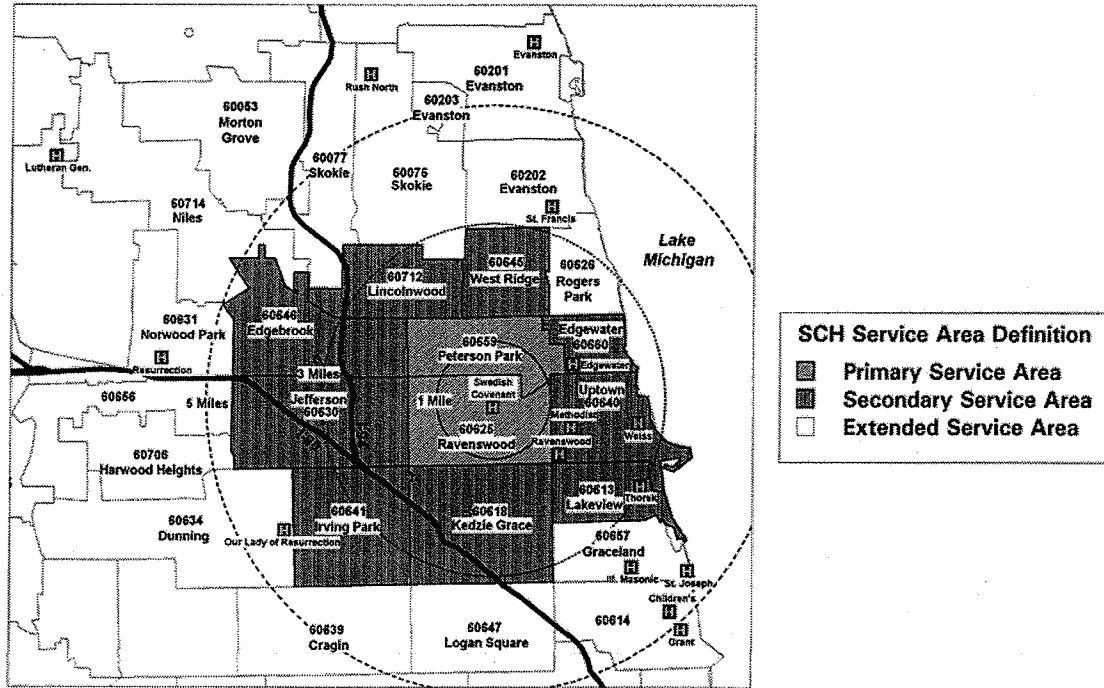 Evanston
60201
Evanston
Rush North
60203
Evanston
60053
Morton
Grove
60077
Skokie
60076
Skokie
60202
Evanston
St. Francis
Lutheran Gen.
60714
Niles
Lake
Michigan
60645
West Ridge
60626
Rogers
Park
60712
Lincolnwood
60646
Edgebrook
60631
Norwood Park
Resurrection
Edgewater
60660
Edgewater
60659
Peterson Park
3 Miles
Swedish
Covenant
1 Mile
Uptown
60640
Methodist
60656
5 Miles
Jefferson
60630
60625
Ravenswood
Ravenswood
Weiss
60706
Harwood Heights
60613
Lakeview
Thorek
60641
Irving Park
60618
Kedzie Grace
60634
Dunning
Our Lady of Resurrection
60657
Graceland
Ill. Masonic
St. Joseph
Children's
60614
Grant
60639
Cragin
60647
Logan Square
SCH Service Area Definition
Primary Service Area
Secondary Service Area
Extended Service Area